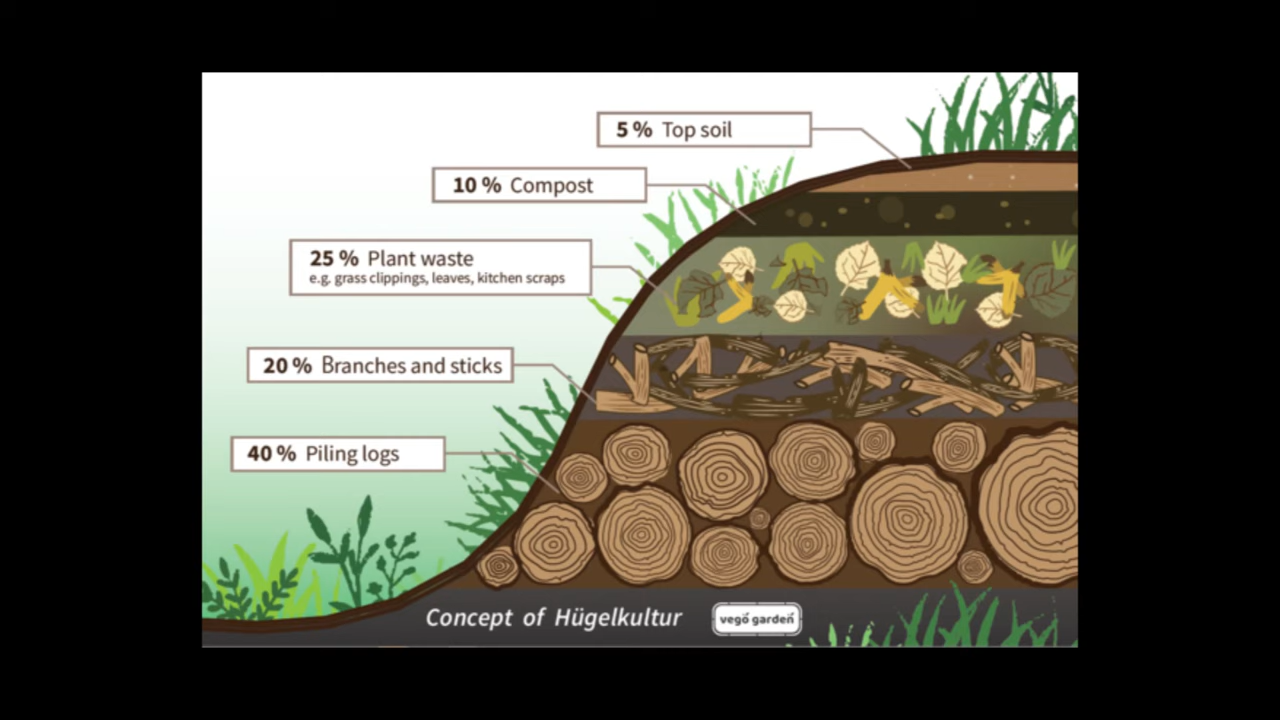 5 % Top soil
10 % Compost
25 % Plant waste
e.g. grass clippings, leaves, kitchen scraps
20 % Branches and sticks
40 % Piling logs
Concept of Hügelkultur
vegö garden